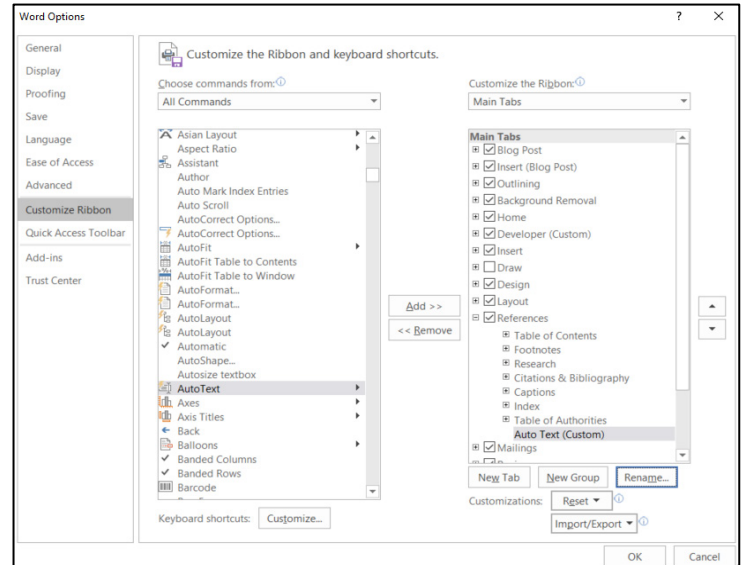 Word Options
?
General
Display
Proofing
Save
Language
Ease of Access
Advanced
Customize Ribbon
Quick Access Toolbar
Add-ins
Trust Center
Customize the Ribbon and keyboard shortcuts.
Choose commands from:
All Commands
Asian Layout
Aspect Ratio
Assistant
Author
Auto Mark Index Entries
Auto Scroll
AutoCorrect Options...
AutoCorrect Options...
AutoFit
AutoFit Table to Contents
AutoFit Table to Window
AutoFormat...
AutoFormat...
AutoLayout
AutoLayout
Automatic
AutoShape...
Autosize textbox
AutoText
Axes
Axis Titles
Back
Balloons
Banded Columns
Banded Rows
Barcode
Keyboard shortcuts: Customize...
Add >>
<< Remove
Customize the Ribbon:
Main Tabs
Main Tabs
Blog Post
Insert (Blog Post)
Outlining
Background Removal
Home
Developer (Custom)
Insert
Draw
Design
Layout
References
Table of Contents
Footnotes
Research
Citations & Bibliography
Captions
Index
Table of Authorities
Auto Text (Custom)
Mailings
New Tab New Group Rename...
Customizations: Reset
Import/Export
OK Cancel